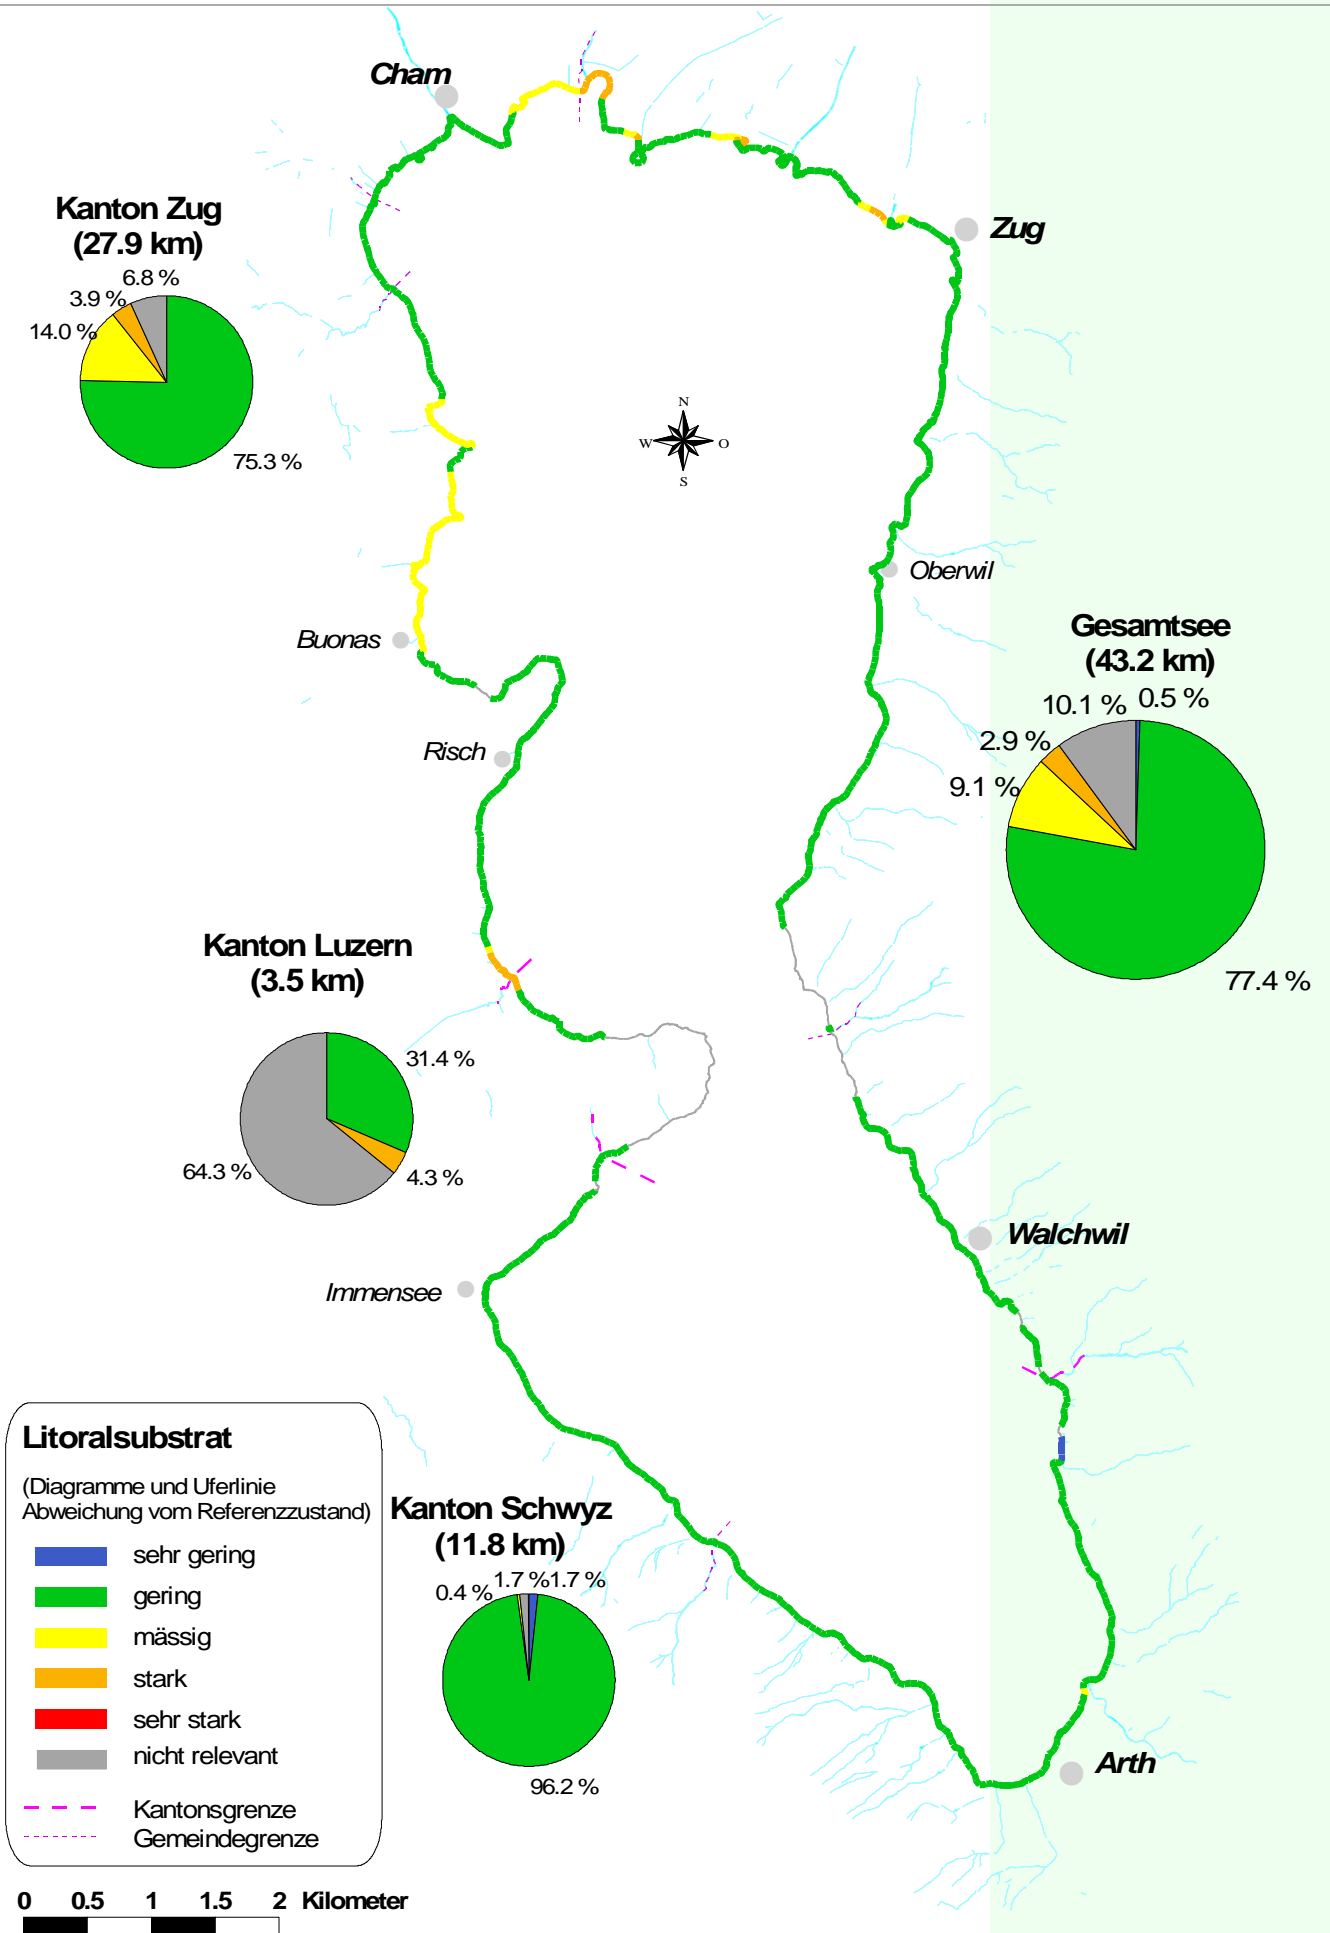 Cham
Kanton Zug
(27.9 km)
6.8 %
3.9 %
14.0 %
75.3 %
Zug
N
W O
S
Oberwil
Buonas
Gesamtsee
(43.2 km)
10.1 % 0.5 %
2.9 %
9.1 %
77.4 %
Risch
Kanton Luzern
(3.5 km)
31.4 %
64.3 %
4.3 %
Walchwil
Immensee
Litoralsubstrat
(Diagramme und Uferlinie
Abweichung vom Referenzzustand)
sehr gering
gering
mässig
stark
sehr stark
nicht relevant
Kantonsgrenze
Gemeindegrenze
Kanton Schwyz
(11.8 km)
0.4 % 1.7 % 1.7 %
96.2 %
Arth
0 0.5 1 1.5 2 Kilometer